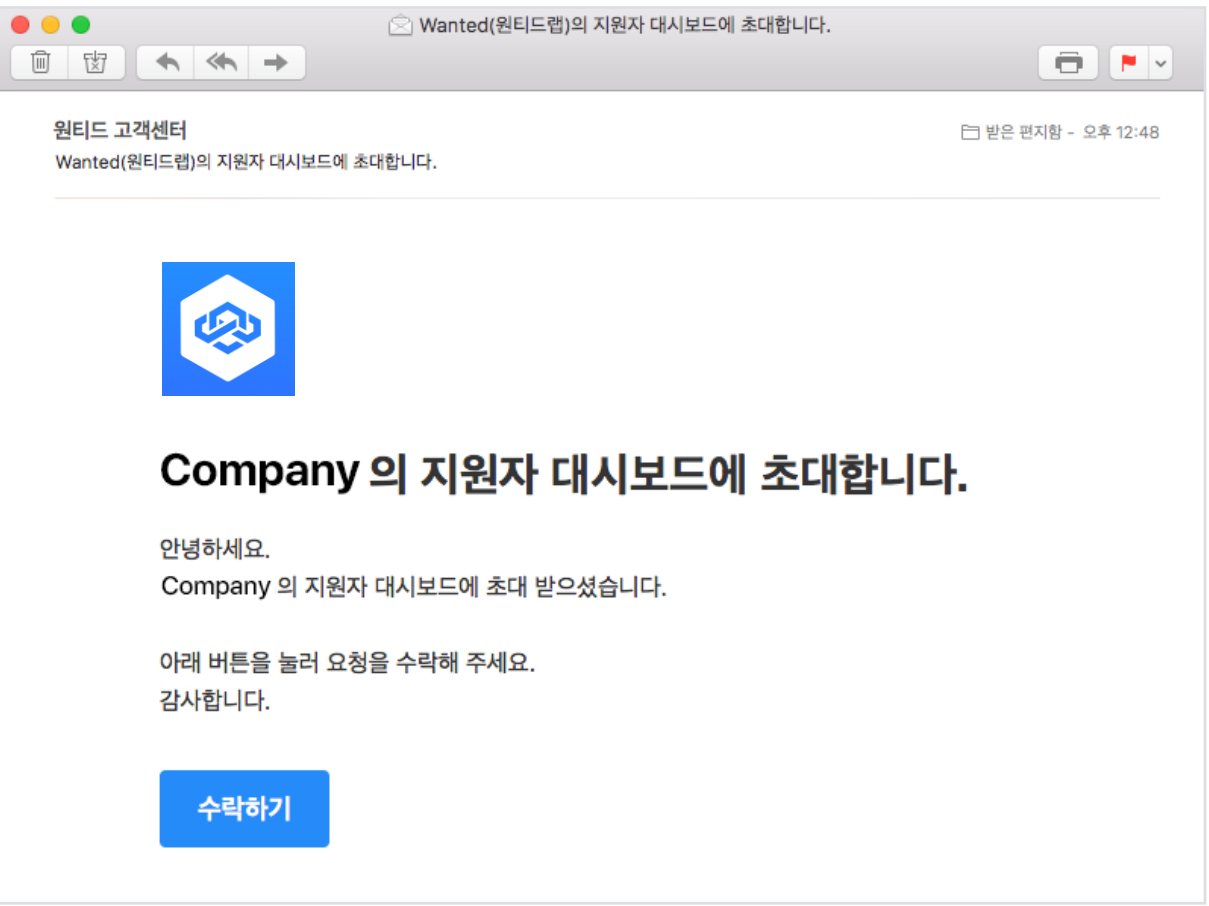 Wanted(원티드랩)의 지원자 대시보드에 초대합니다.
원티드 고객센터
받은 편지함 - 오후 12:48
Wanted(원티드랩)의 지원자 대시보드에 초대합니다.
Company 의 지원자 대시보드에 초대합니다.
안녕하세요.
Company 의 지원자 대시보드에 초대 받으셨습니다.
아래 버튼을 눌러 요청을 수락해 주세요.
감사합니다.
수락하기